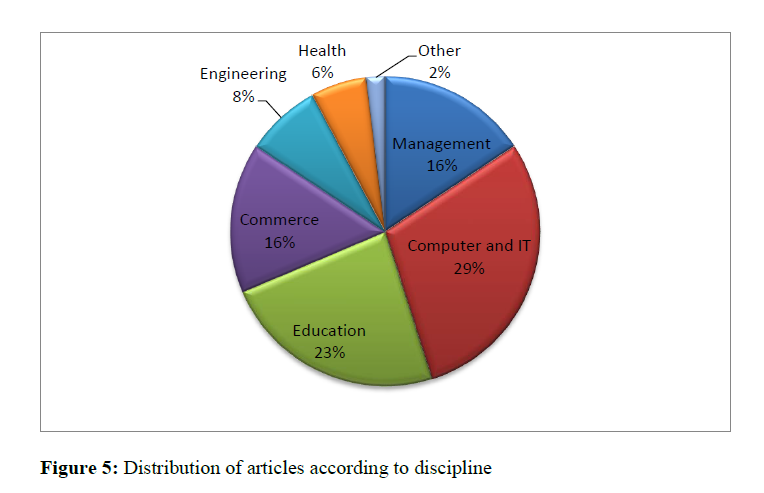 Health
6%
Other
2%
Engineering
8%
Management
16%
Computer and IT
29%
Commerce
16%
Education
23%
Figure 5: Distribution of articles according to discipline